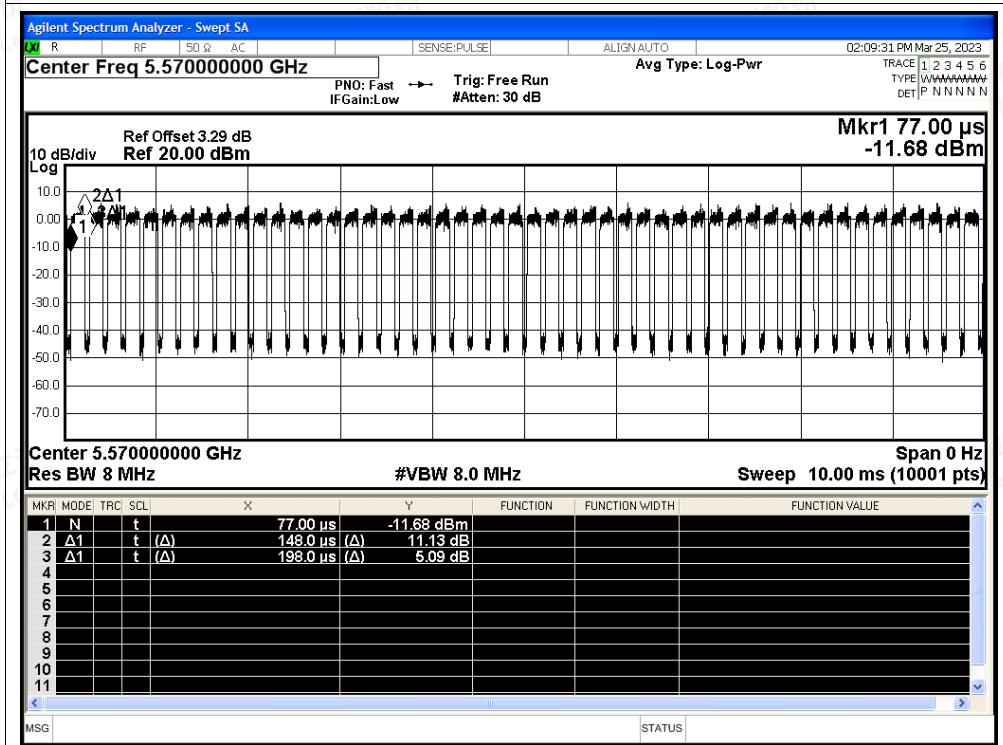 Agilent Spectrum Analyzer - Swept SA
LXI R RF 50 Ω AC SENSE:PULSE ALIGN AUTO 02:09:31 PM Mar 25, 2023
Center Freq 5.570000000 GHz Avg Type: Log-Pwr TRACE 1 2 3 4 5 6
PNO: Fast Trig: Free Run TYPE
IFGain:Low #Atten: 30 dB DET P N N N N N
Mkr1 77.00 µs
Ref Offset 3.29 dB
10 dB/div Ref 20.00 dBm -11.68 dBm
Log
10.0
2Δ1
0.00
1
-10.0
-20.0
-30.0
-40.0
-50.0
-60.0
-70.0
Center 5.570000000 GHz Span 0 Hz
Res BW 8 MHz #VBW 8.0 MHz Sweep 10.00 ms (10001 pts)
MKR MODE TRC SCL X Y FUNCTION FUNCTION WIDTH FUNCTION VALUE
1 N t 77.00 µs -11.68 dBm
2 Δ1 t (Δ) 148.0 µs (Δ) 11.13 dB
3 Δ1 t (Δ) 198.0 µs (Δ) 5.09 dB
4
5
6
7
8
9
10
11
MSG STATUS